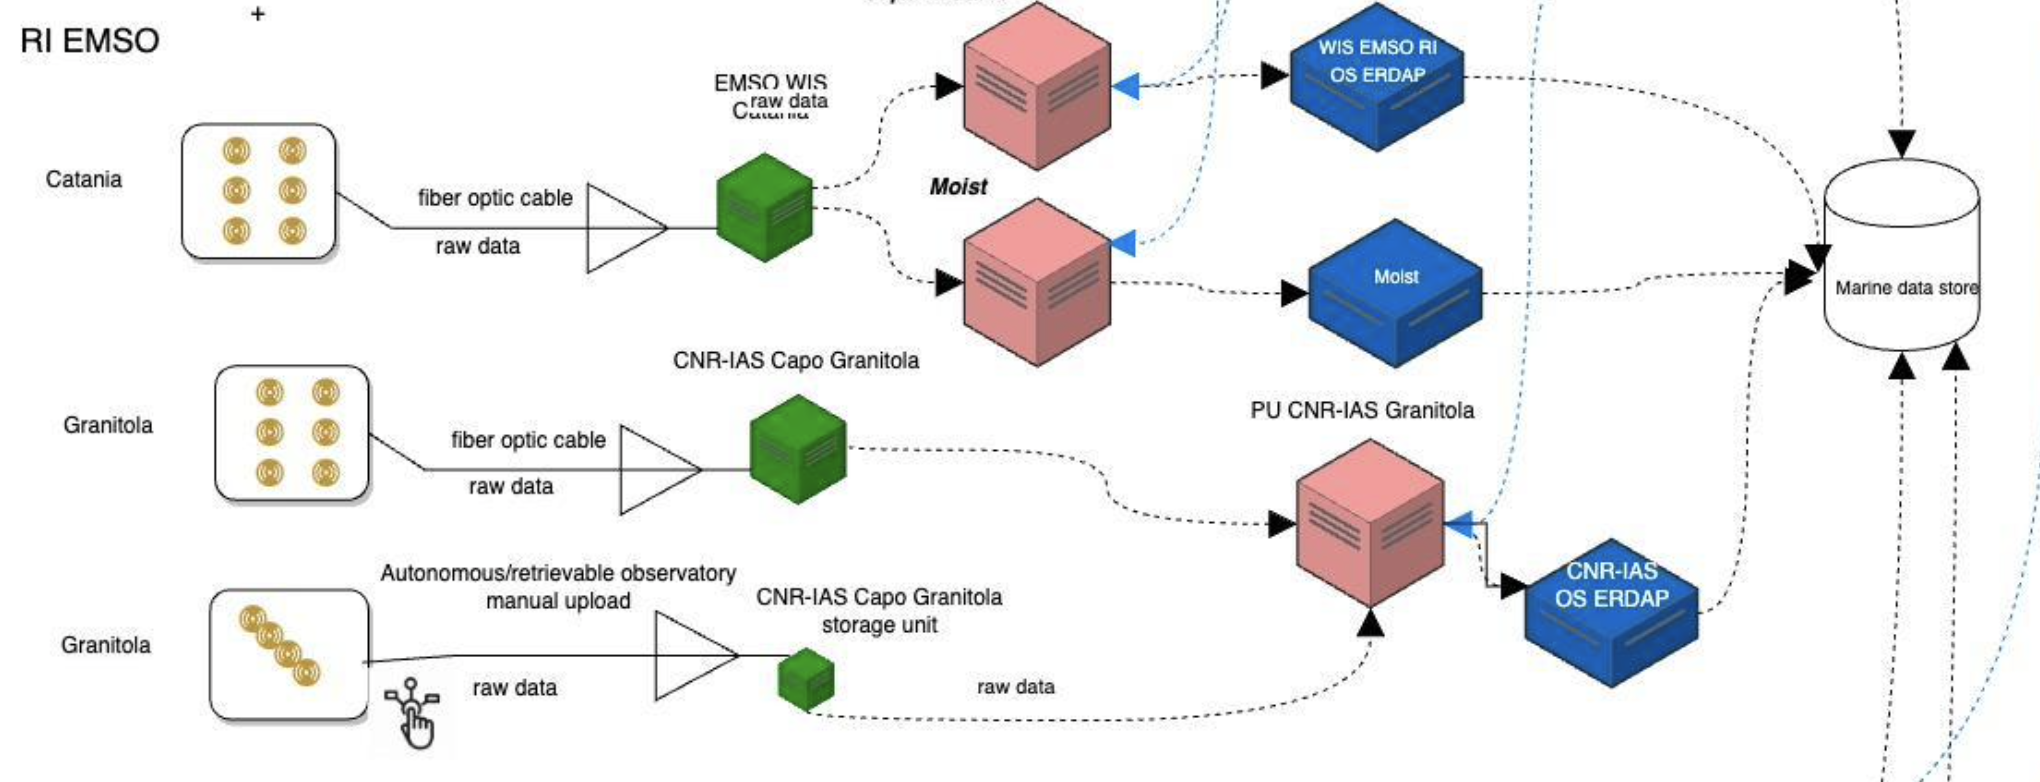 RI EMSO
+
EMSO WIS
raw data
Catania
WIS EMSO RI
OS ERDAP
Catania
fiber optic cable
raw data
Moist
Moist
Marine data store
CNR-IAS Capo Granitola
Granitola
fiber optic cable
raw data
PU CNR-IAS Granitola
Autonomous/retrievable observatory
manual upload
CNR-IAS Capo Granitola
storage unit
Granitola
raw data
raw data
CNR-IAS
OS ERDAP